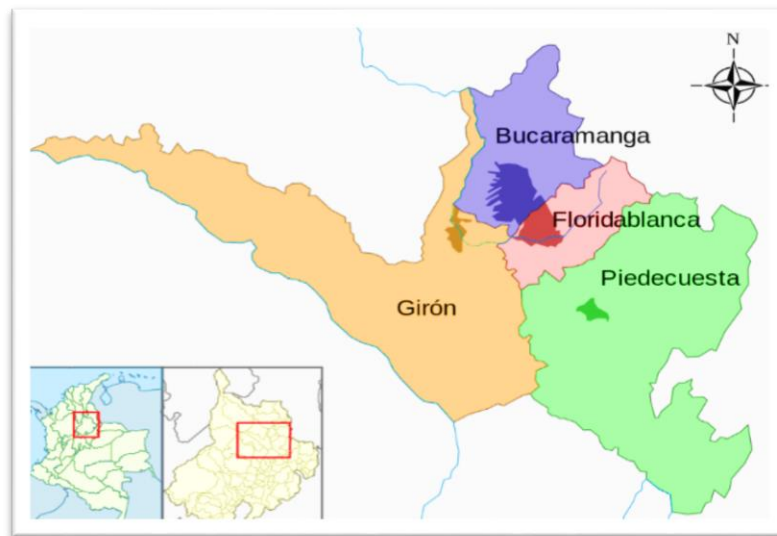 N
Bucaramanga
Floridablanca
Piedecuesta
Girón